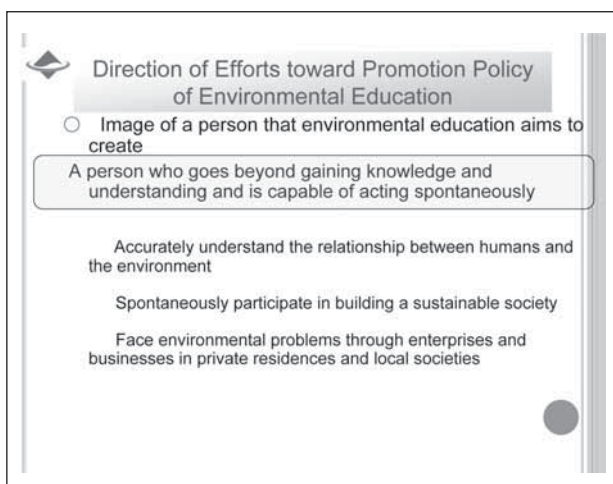 Direction of Efforts toward Promotion Policy
of Environmental Education
○ Image of a person that environmental education aims to
create
A person who goes beyond gaining knowledge and
understanding and is capable of acting spontaneously
Accurately understand the relationship between humans and
the environment
Spontaneously participate in building a sustainable society
Face environmental problems through enterprises and
businesses in private residences and local societies